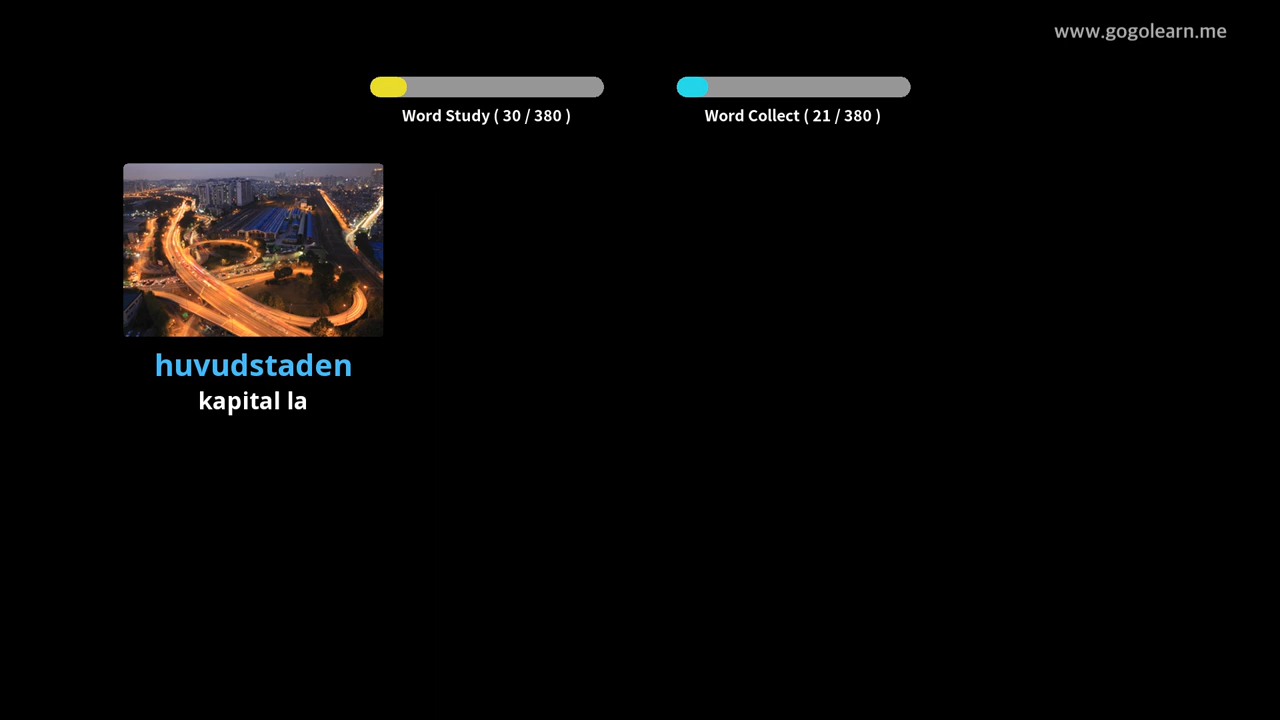 www.gogolearn.me
Word Study ( 30 / 380 )
Word Collect ( 21 / 380 )
huvudstaden
kapital la